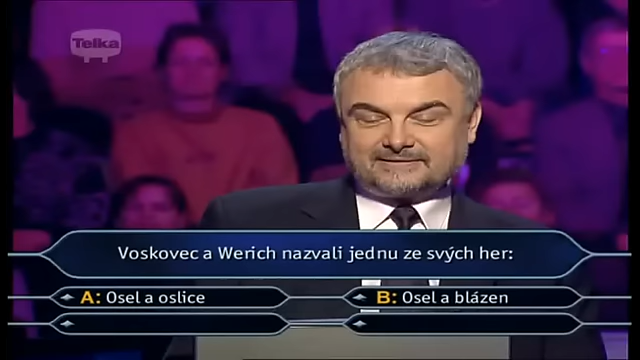 Telka
Voskovec a Werich nazvali jednu ze svých her:
A: Osel a oslice
B: Osel a blázen